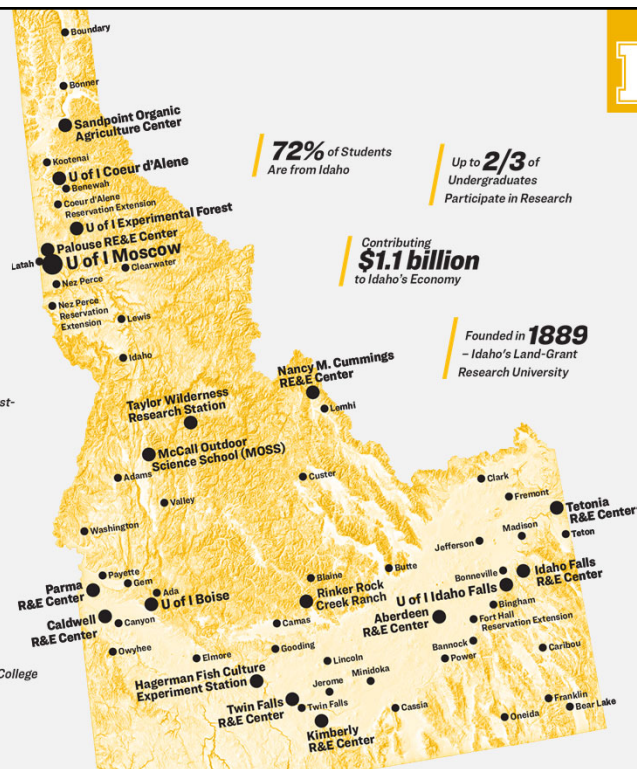 Boundary
Bonner
Sandpoint Organic
Agriculture Center
72% of Students
Are from Idaho
Up to 2/3 of
Undergraduates
Participate in Research
Kootenai
U of I Coeur d'Alene
Benewah
Coeur d'Alene
Reservation Extension
U of I Experimental Forest
Palouse RE&E Center
Latah
U of I Moscow
Clearwater
Contributing
$1.1 billion
to Idaho's Economy
Nez Perce
Nez Perce
Reservation
Extension
Lewis
Founded in 1889
– Idaho's Land-Grant
Research University
Idaho
Nancy M. Cummings
RE&E Center
Lemhi
Taylor Wilderness
Research Station
McCall Outdoor
Science School (MOSS)
Adams
Custer
Clark
Valley
Fremont
Tetonia
R&E Center
Washington
Madison
Teton
Jefferson
Payette
Gem
Parma
R&E Center
Ada
U of I Boise
Blaine
Butte
Rinker Rock
Creek Ranch
Bonneville
Idaho Falls
R&E Center
U of I Idaho Falls
Caldwell
R&E Center
Canyon
Camas
Aberdeen
R&E Center
Bingham
Fort Hall
Reservation Extension
Owyhee
Elmore
Gooding
Bannock
Power
Caribou
Lincoln
Hagerman Fish Culture
Experiment Station
Minidoka
Jerome
College
Twin Falls
R&E Center
Twin Falls
Cassia
Franklin
Bear Lake
Oneida
Kimberly
R&E Center